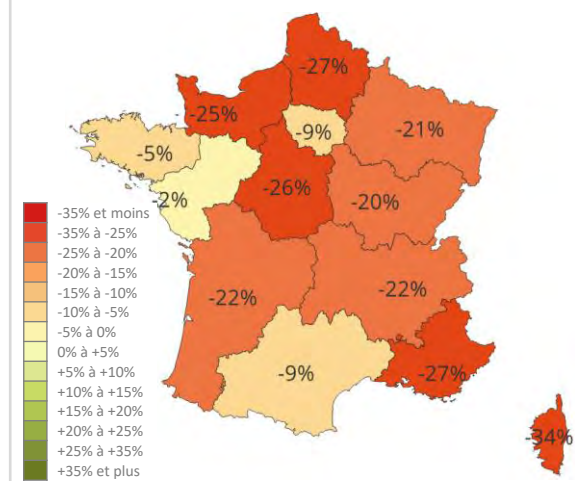 -27%
-25%
-9%
-21%
-5%
-2%
-26%
-20%
-22%
-22%
-9%
-27%
-34%
-35% et moins
-35% à -25%
-25% à -20%
-20% à -15%
-15% à -10%
-10% à -5%
-5% à 0%
0% à +5%
+5% à +10%
+10% à +15%
+15% à +20%
+20% à +25%
+25% à +35%
+35% et plus